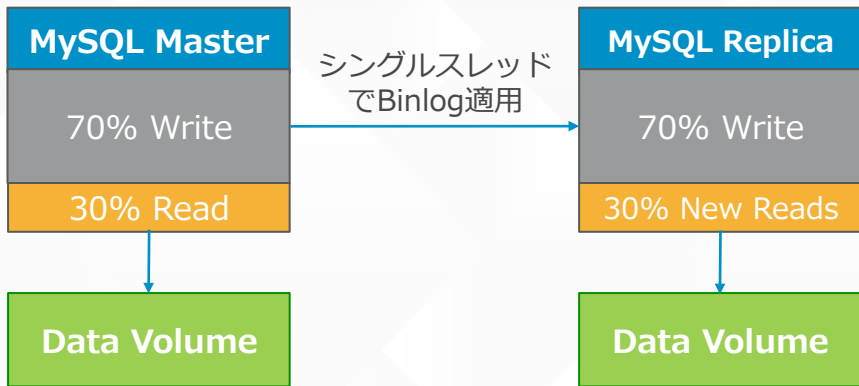 MySQL Master
70% Write
30% Read
Data Volume
シングルスレッド
でBinlog適用
MySQL Replica
70% Write
30% New Reads
Data Volume